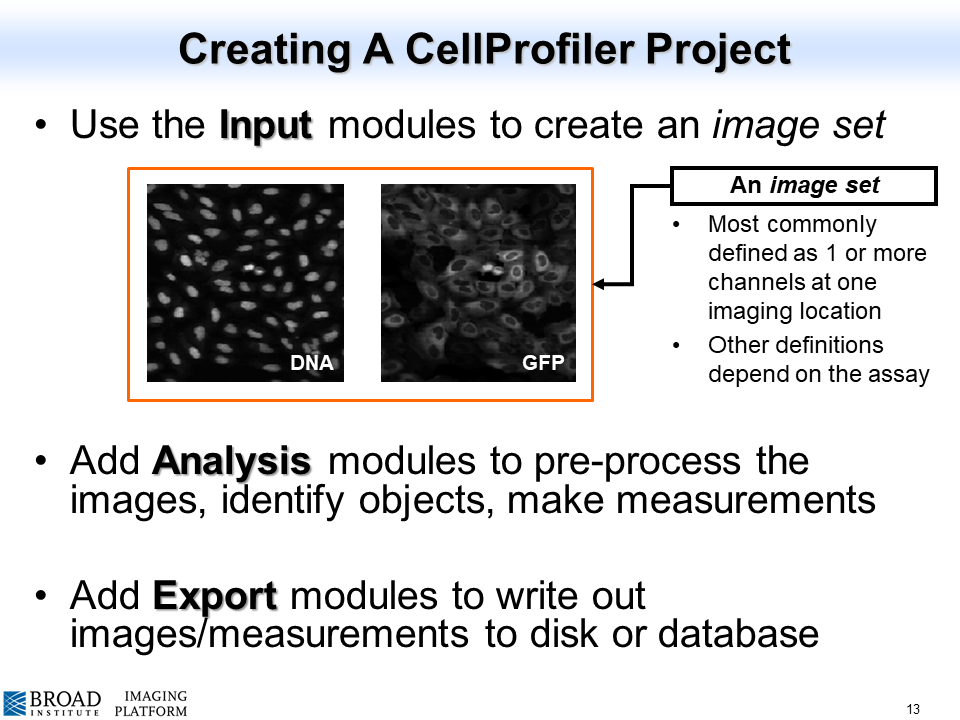 Creating A CellProfiler Project
• Use the Input modules to create an image set
DNA
GFP
An image set
• Most commonly
defined as 1 or more
channels at one
imaging location
• Other definitions
depend on the assay
• Add Analysis modules to pre-process the
images, identify objects, make measurements
• Add Export modules to write out
images/measurements to disk or database
BROAD
INSTITUTE
IMAGING
PLATFORM
13